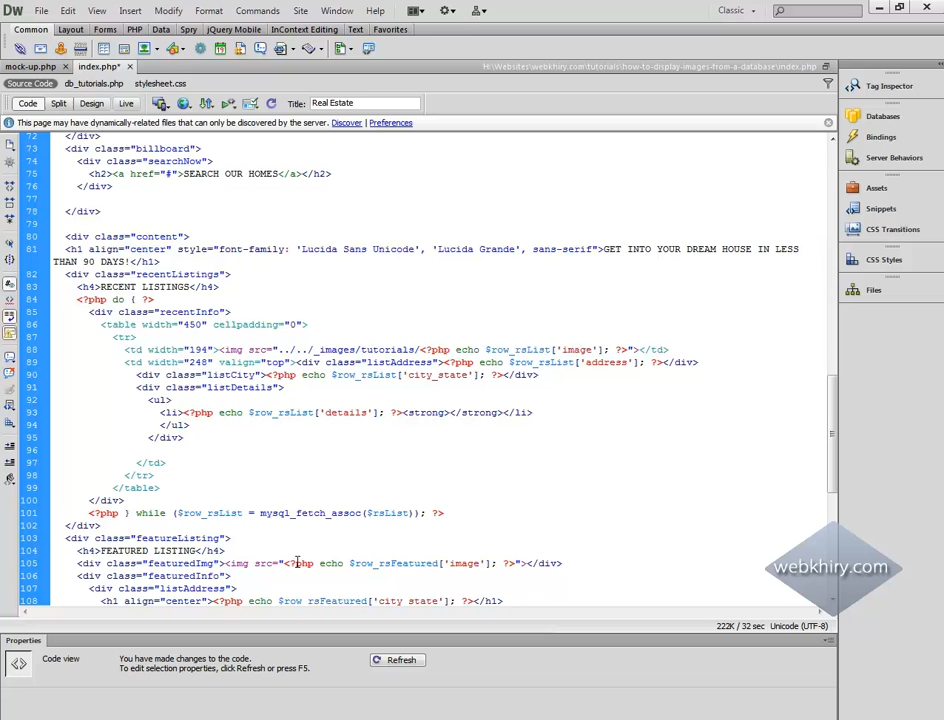 DW File Edit View Insert Modify Format Commands Site Window Help Classic
Common Layout Forms PHP Data Spry jQuery Mobile InContext Editing Text Favorites
mock-up.php index.php* H:\Websites\webkhiry.com\tutorials\how-to-display-images-from-a-database\index.php
Source Code db_tutorials.php stylesheet.css
Code Split Design Live Title: Real Estate
This page may have dynamically-related files that can only be discovered by the server. Discover Preferences
72 </div>
73 <div class="billboard">
74 <div class="searchNow">
75 <h2><a href="#">SEARCH OUR HOMES</a></h2>
76 </div>
77
78 </div>
79
80 <div class="content">
81 <h1 align="center" style="font-family: 'Lucida Sans Unicode', 'Lucida Grande', sans-serif">GET INTO YOUR DREAM HOUSE IN LESS
THAN 90 DAYS!</h1>
82 <div class="recentListings">
83 <h4>RECENT LISTINGS</h4>
84 <?php do { ?>
85 <div class="recentInfo">
86 <table width="450" cellpadding="0">
87 <tr>
88 <td width="194"><img src="../../_images/tutorials/<?php echo $row_rsList['image']; ?>"></td>
89 <td width="248" valign="top"><div class="listAddress"><?php echo $row_rsList['address']; ?></div>
90 <div class="listCity"><?php echo $row_rsList['city_state']; ?></div>
91 <div class="listDetails">
92 <ul>
93 <li><?php echo $row_rsList['details']; ?><strong></strong></li>
94 </ul>
95 </div>
96
97 </td>
98 </tr>
99 </table>
100 </div>
101 <?php } while ($row_rsList = mysql_fetch_assoc($rsList)); ?>
102 </div>
103 <div class="featureListing">
104 <h4>FEATURED LISTING</h4>
105 <div class="featuredImg"><img src="<?php echo $row_rsFeatured['image']; ?>"></div>
106 <div class="featuredInfo">
107 <div class="listAddress">
108 <h1 align="center"><?php echo $row_rsFeatured['city_state']; ?></h1>
Tag Inspector
Databases
Bindings
Server Behaviors
Assets
Snippets
CSS Transitions
CSS Styles
Files
webkhiry.com
222K / 32 sec Unicode (UTF-8)
Properties
Code view You have made changes to the code. Refresh
To edit selection properties, click Refresh or press F5.